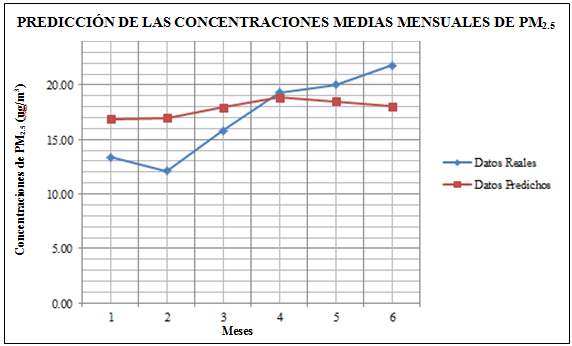 PREDICCIÓN DE LAS CONCENTRACIONES MEDIAS MENSUALES DE PM2.5
Concentraciones de PM2.5 (ug/m³)
20.00
15.00
10.00
5.00
0.00
1 2 3 4 5 6
Meses
Datos Reales
Datos Predichos